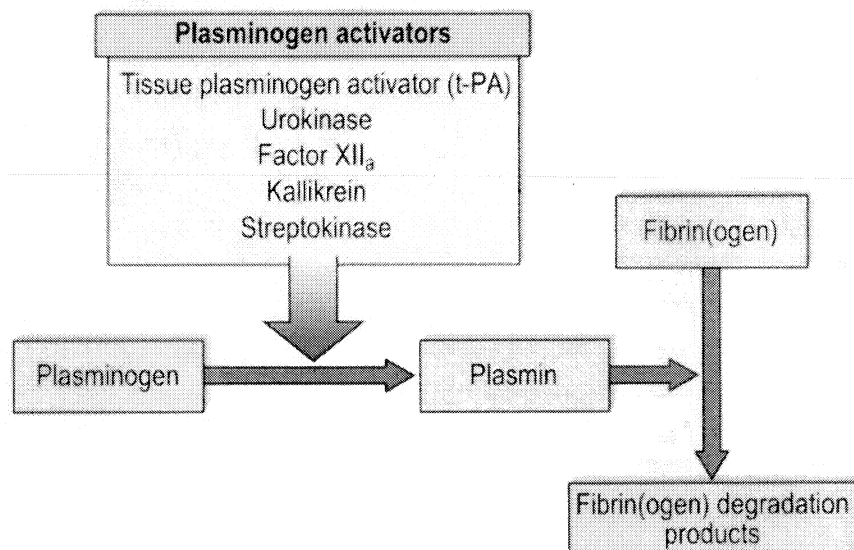 Plasminogen activators
Tissue plasminogen activator (t-PA)
Urokinase
Factor XIIₐ
Kallikrein
Streptokinase
Fibrin(ogen)
Plasminogen
Plasmin
Fibrin(ogen) degradation
products